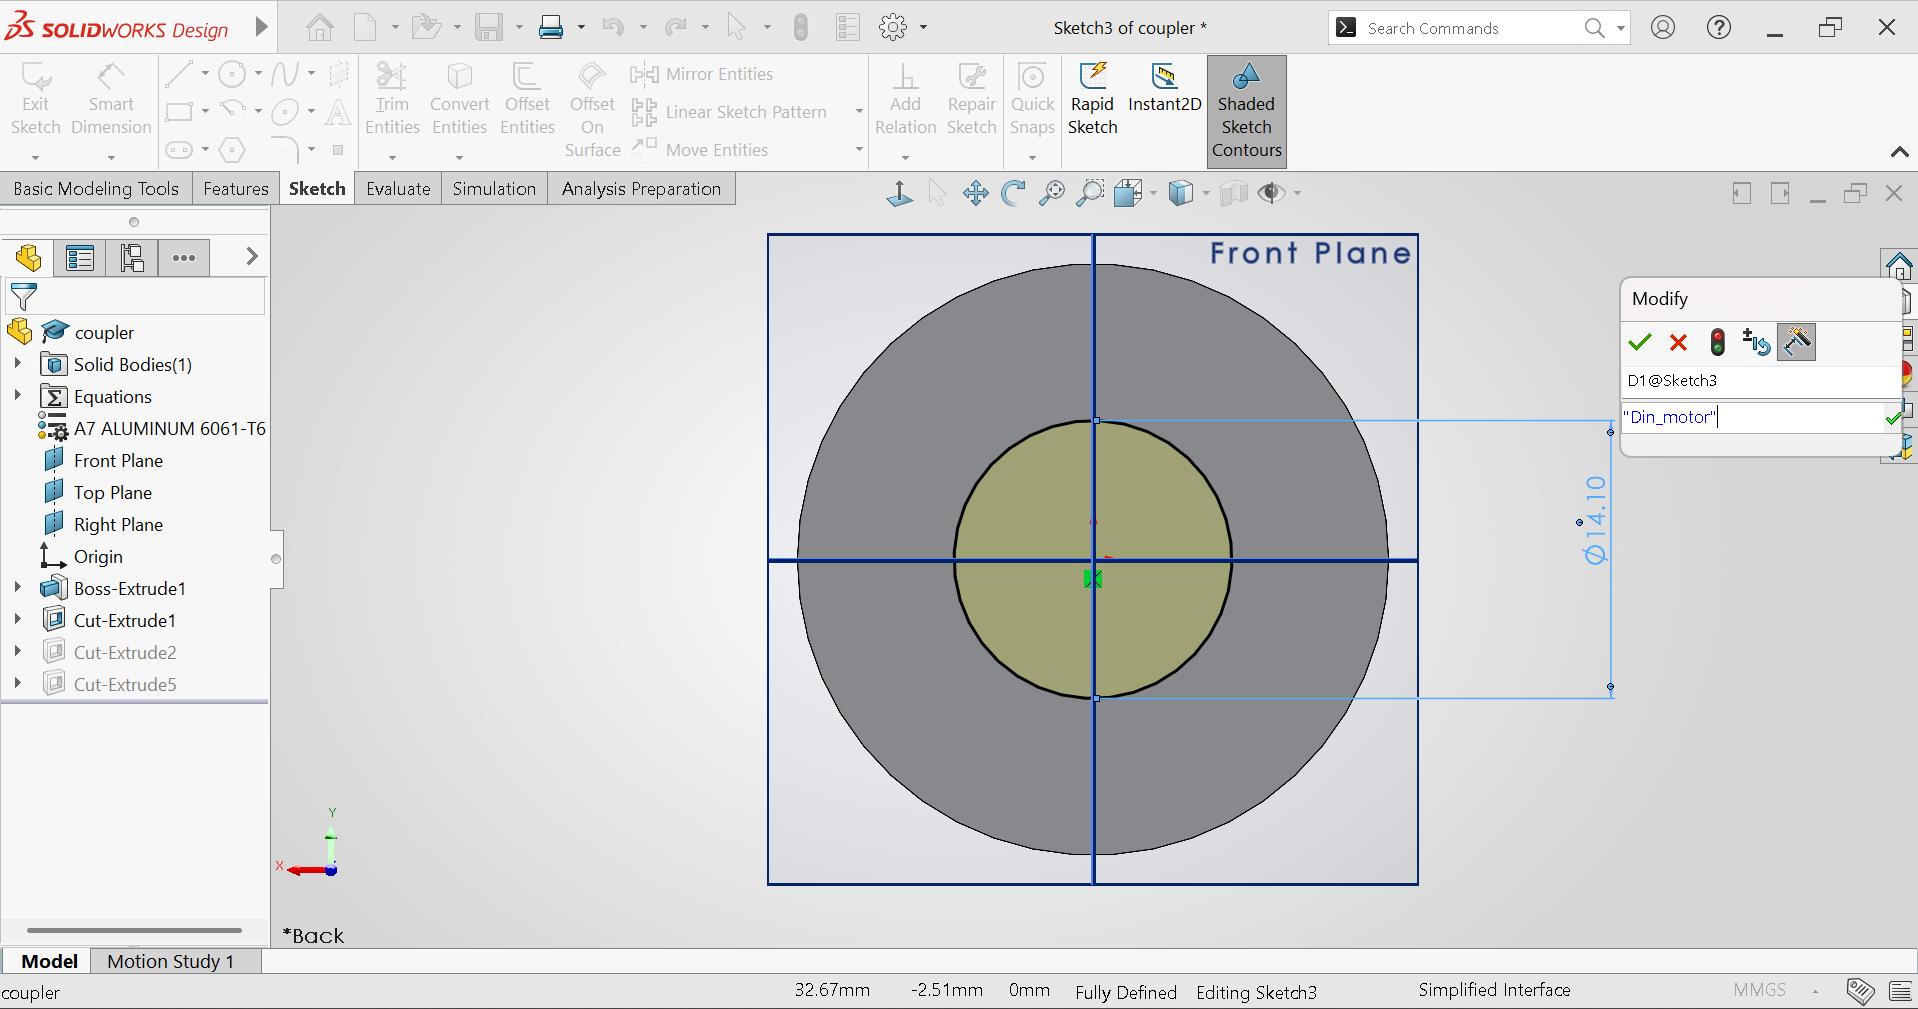 SOLIDWORKS Design
Sketch3 of coupler *
Search Commands
Exit Sketch
Smart Dimension
Trim Entities
Convert Entities
Offset Entities
Offset On Surface
Mirror Entities
Linear Sketch Pattern
Move Entities
Add Relation
Repair Sketch
Quick Snaps
Rapid Sketch
Instant2D
Shaded Sketch Contours
Basic Modeling Tools
Features
Sketch
Evaluate
Simulation
Analysis Preparation
coupler
Solid Bodies(1)
Equations
A7 ALUMINUM 6061-T6
Front Plane
Top Plane
Right Plane
Origin
Boss-Extrude1
Cut-Extrude1
Cut-Extrude2
Cut-Extrude5
Front Plane
Modify
D1@Sketch3
"Din_motor"
Ø14.10
Y
X
*Back
Model
Motion Study 1
coupler
32.67mm
-2.51mm
0mm
Fully Defined
Editing Sketch3
Simplified Interface
MMGS